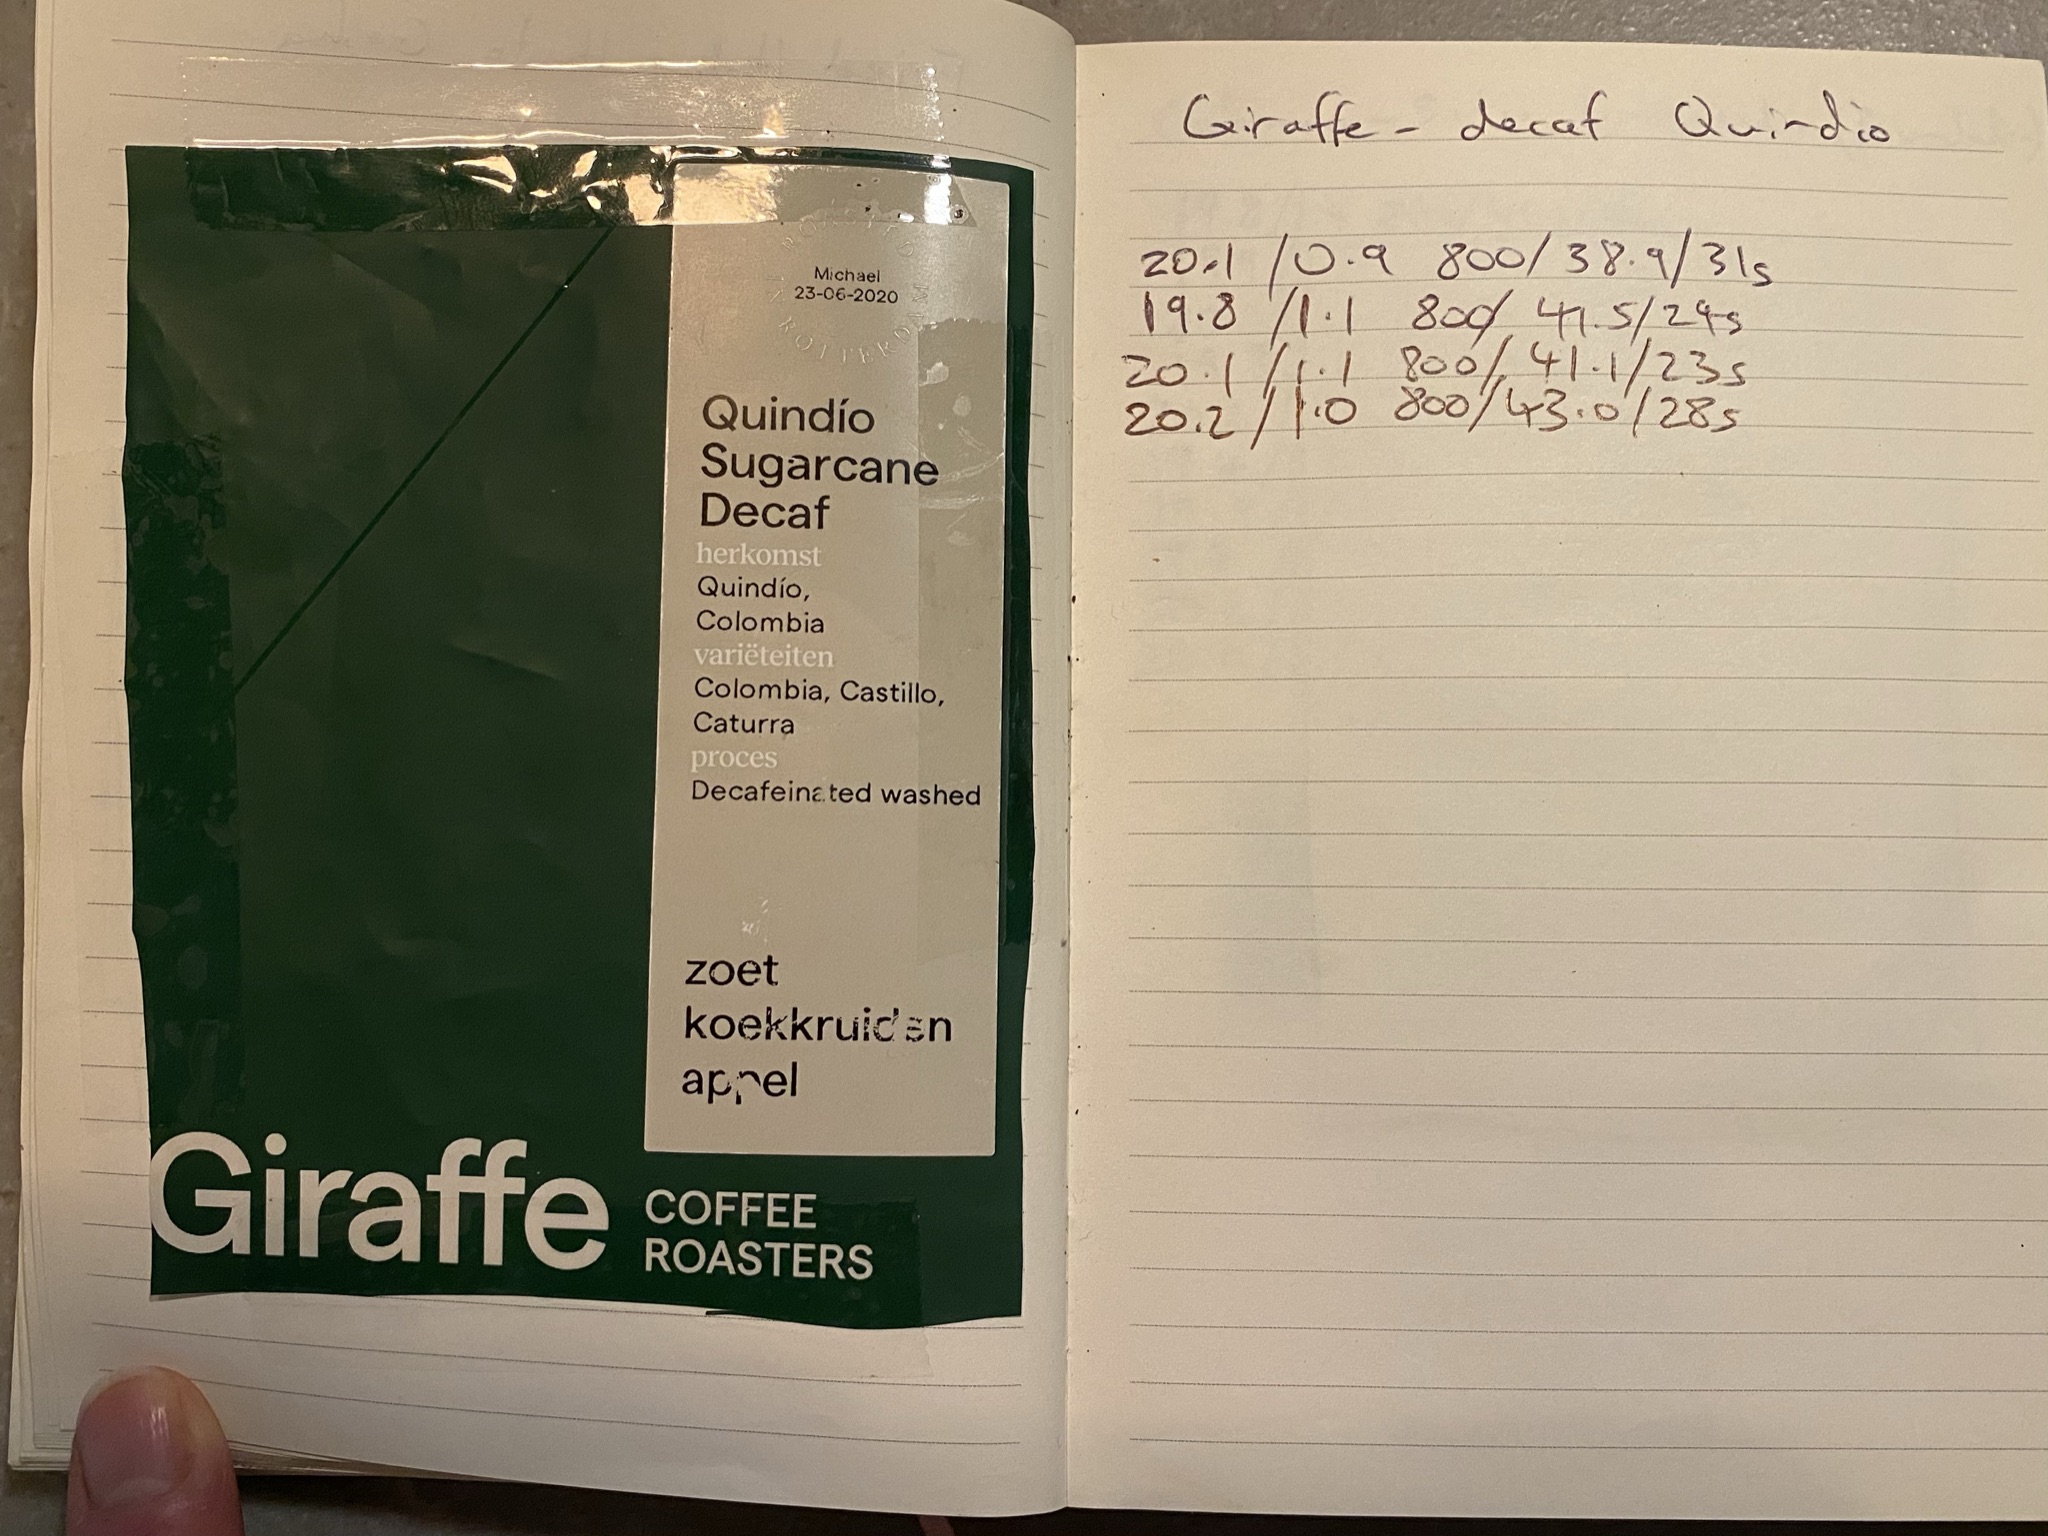 Michael
23-06-2020
ROTTERDAM
Quindío
Sugarcane
Decaf
herkomst
Quindío,
Colombia
variëteiten
Colombia, Castillo,
Caturra
proces
Decafeinated washed
zoet
koekkruiden
appel
Giraffe
COFFEE
ROASTERS
Giraffe - decaf Quindio
20.1 /0.9 800/38.9/31s
19.8 /1.1 800/ 41.5/24s
20.1 /1.1 800/ 41.1/23s
20.2 /1.0 800/43.0/28s